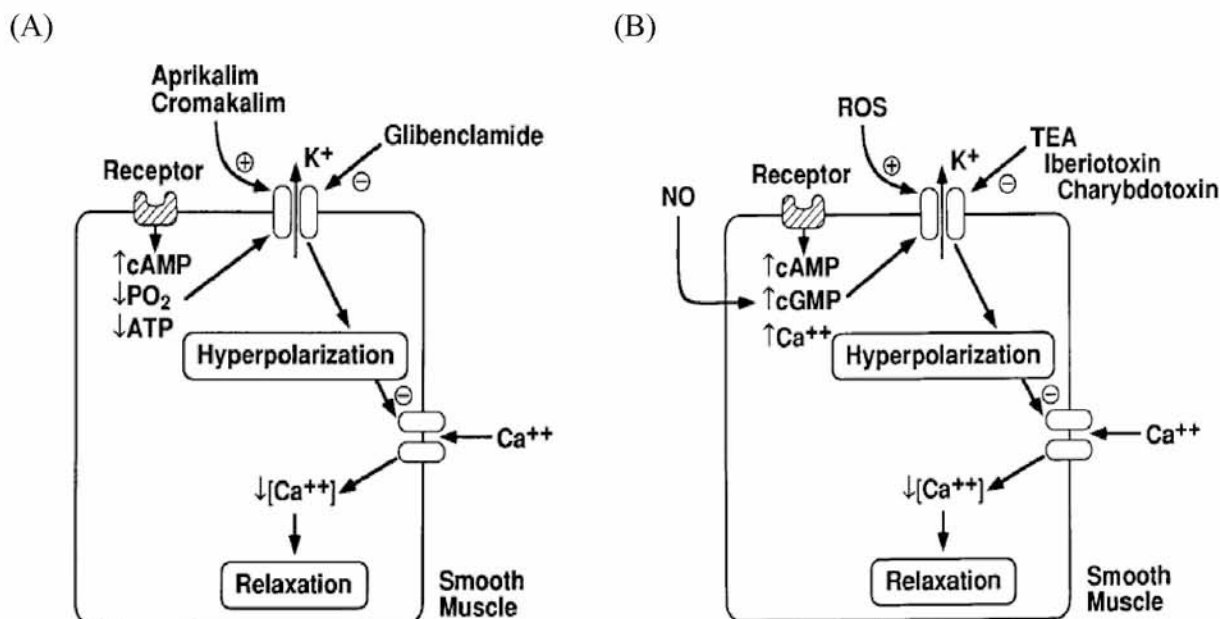 (A)
Aprikalim
Cromakalim
Glibenclamide
K+
⊕
⊖
Receptor
↑cAMP
↓PO₂
↓ATP
Hyperpolarization
⊖
Ca++
↓[Ca++]
Relaxation
Smooth
Muscle
(B)
ROS
TEA
Iberiotoxin
Charybdotoxin
K+
⊕
⊖
Receptor
NO
↑cAMP
↑cGMP
↑Ca++
Hyperpolarization
⊖
Ca++
↓[Ca++]
Relaxation
Smooth
Muscle